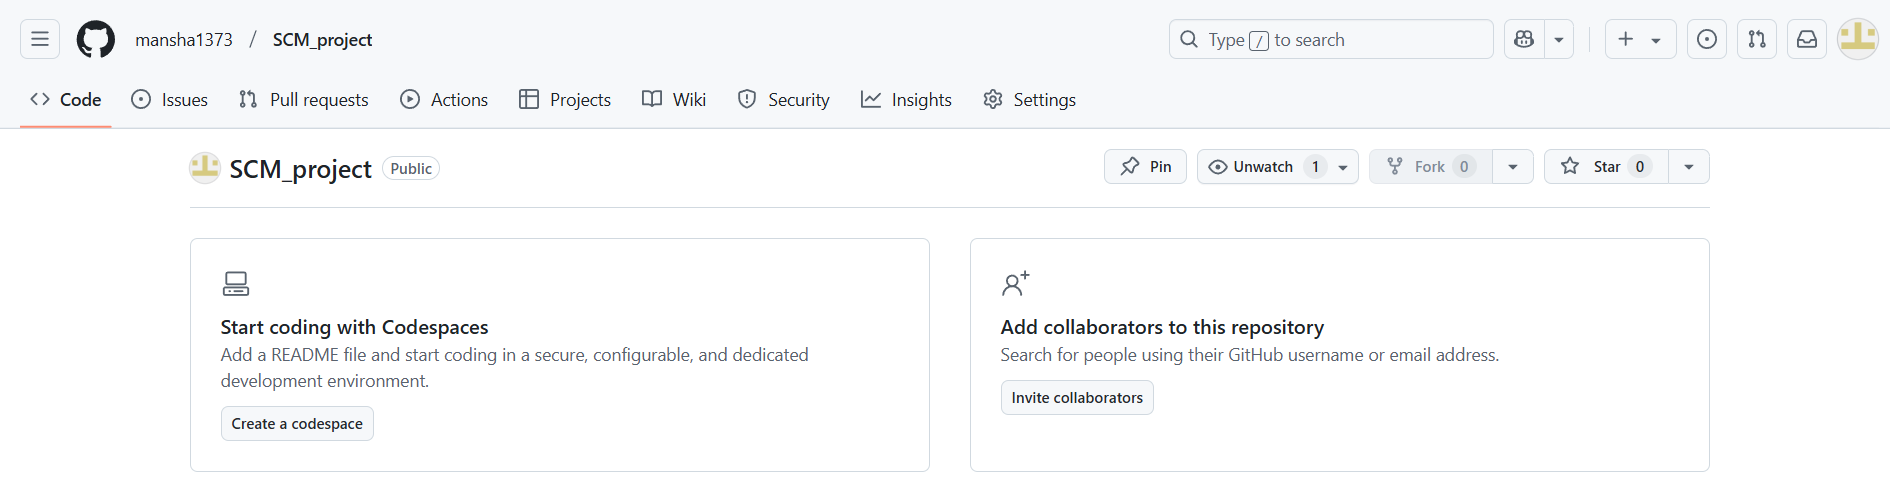 mansha1373 / SCM_project
Type / to search
Code Issues Pull requests Actions Projects Wiki Security Insights Settings
SCM_project Public
Pin Unwatch 1 Fork 0 Star 0
Start coding with Codespaces
Add a README file and start coding in a secure, configurable, and dedicated
development environment.
Create a codespace
Add collaborators to this repository
Search for people using their GitHub username or email address.
Invite collaborators